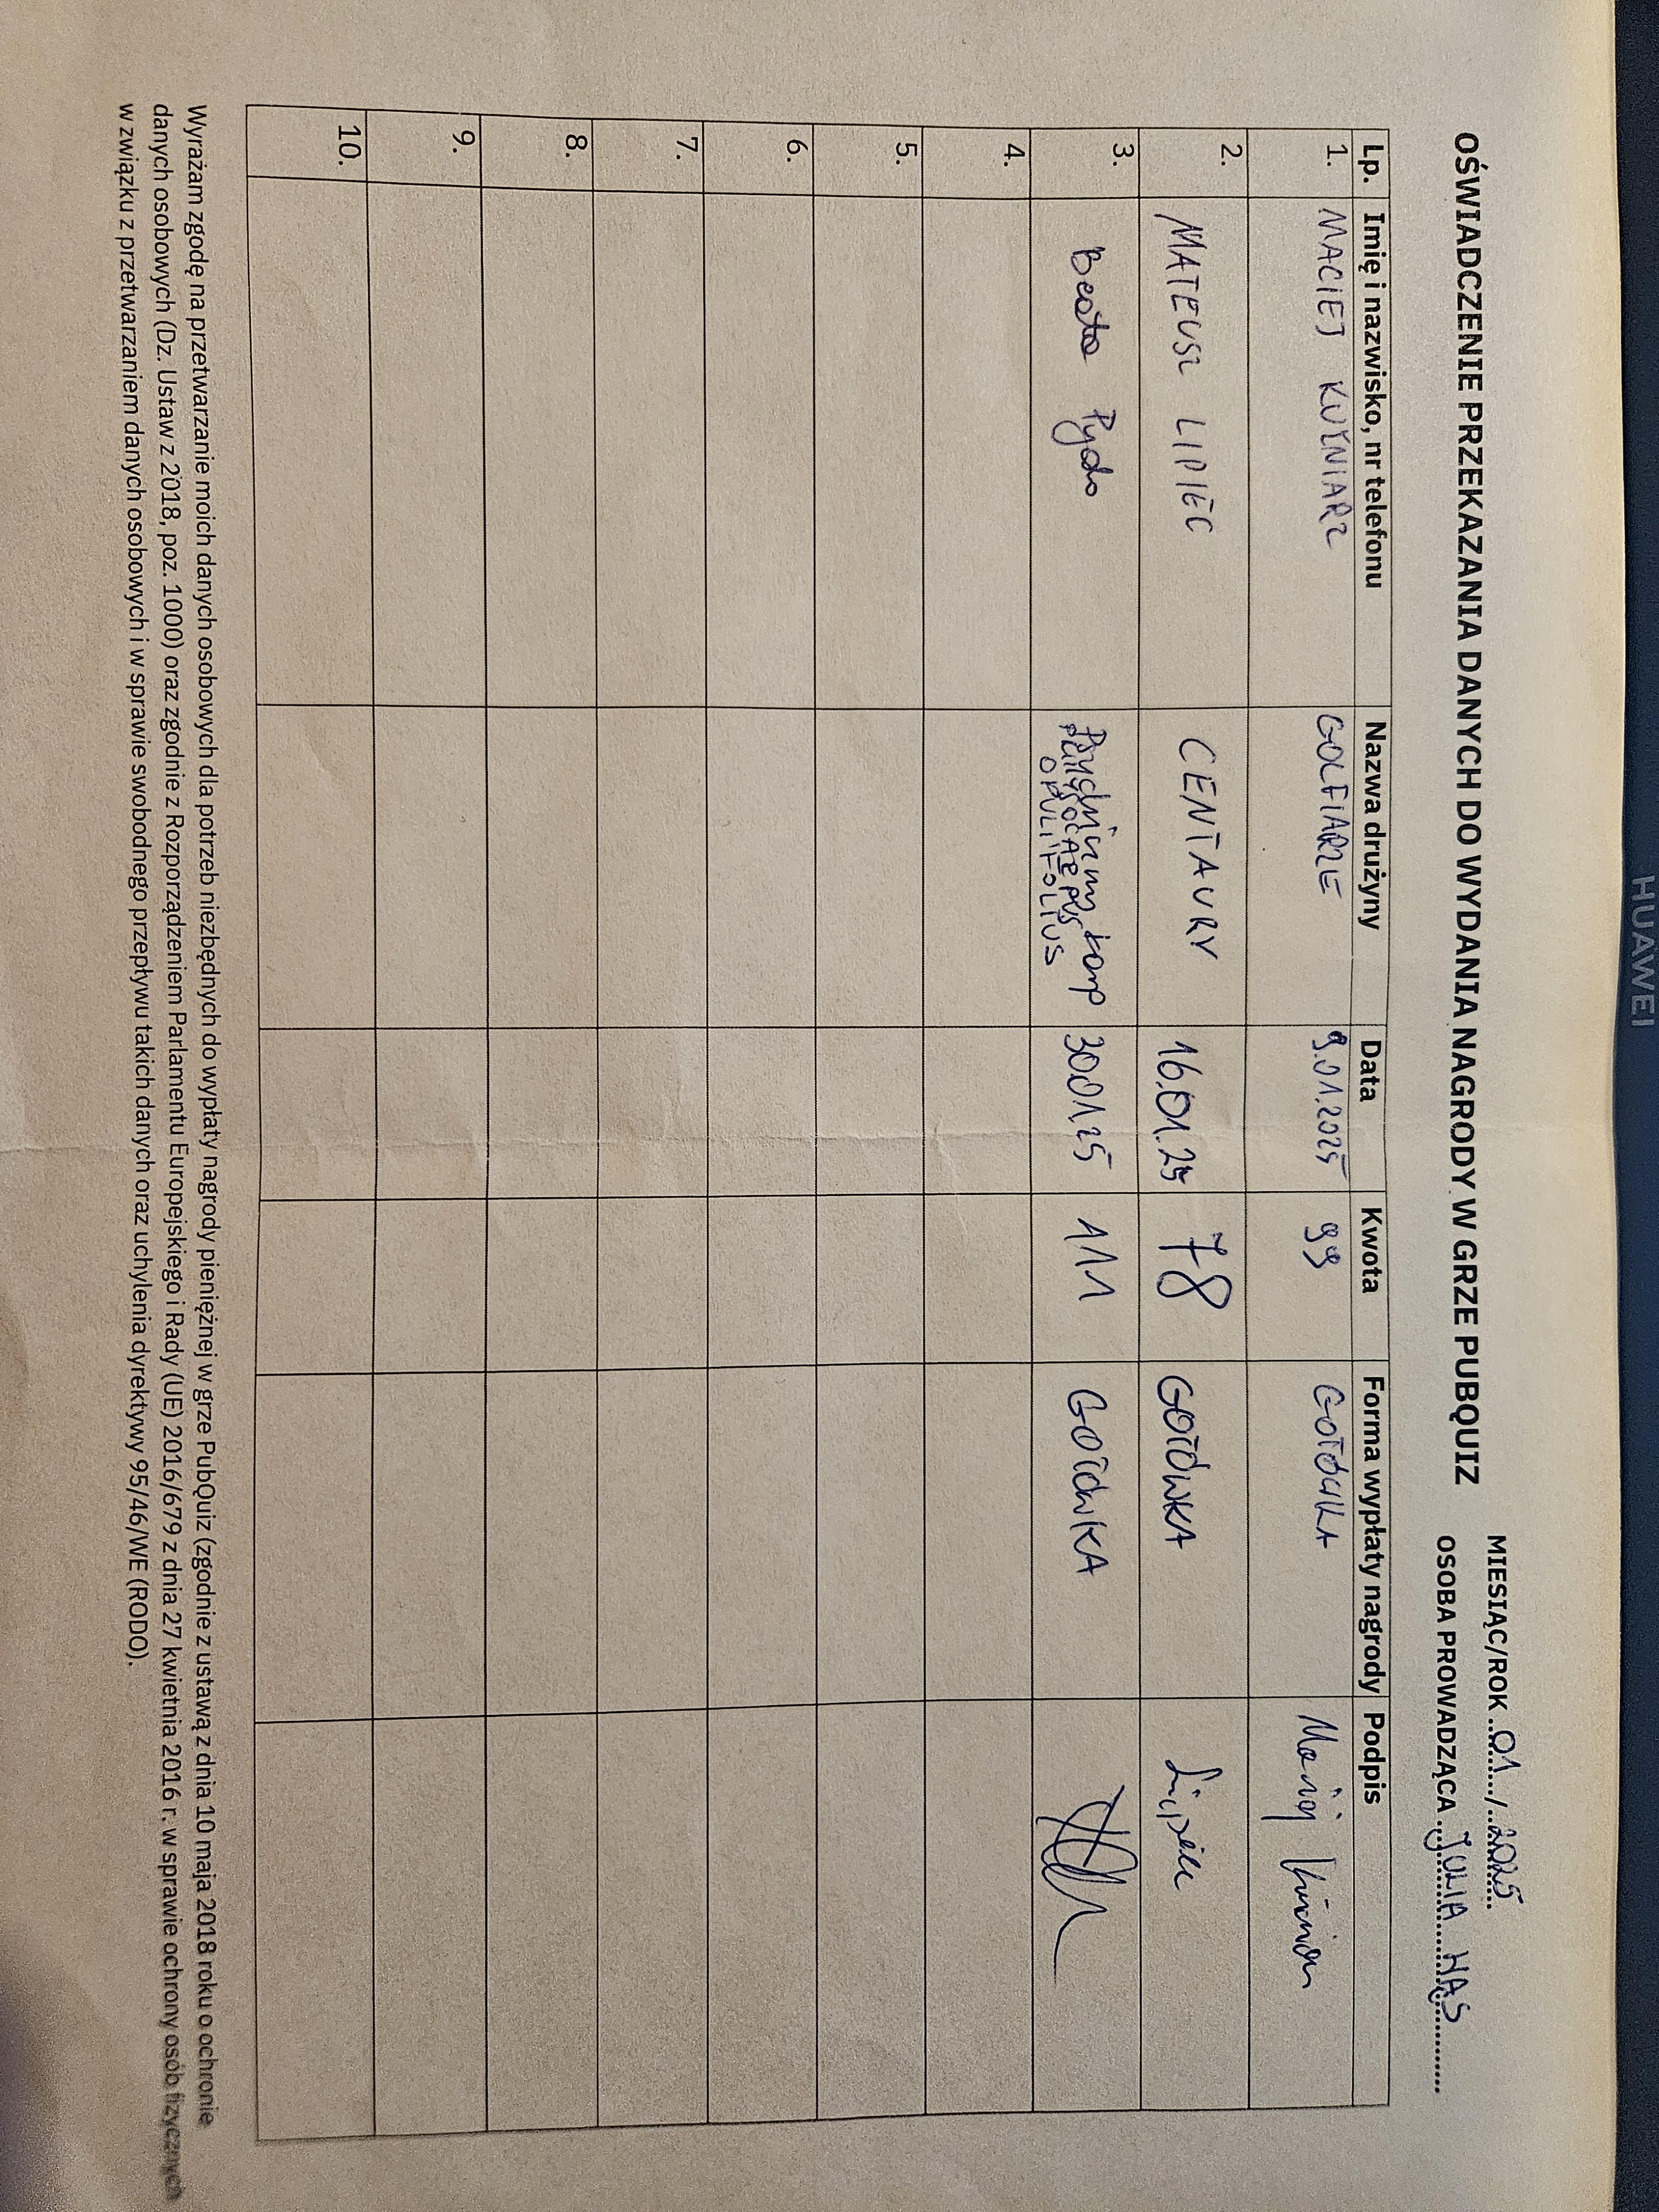 HUAWEI
MIESIĄC/ROK ..01..../..2025..
OŚWIADCZENIE PRZEKAZANIA DANYCH DO WYDANIA NAGRODY W GRZE PUBQUIZ
OSOBA PROWADZĄCA ..JULIA WĄS..........
Lp. Imię i nazwisko, nr telefonu Nazwa drużyny Data Kwota Forma wypłaty nagrody Podpis
1. MACIEJ KUŹNIARZ GOLFIARZE 9.01.2025 99 GOTÓWKA Maciej
2. MATEUSZ LIPIEC CENTAURY 16.01.25 78 GOTÓWKA Lipiec
3. Beata Pydo 30.01.25 111 GOTÓWKA
OPULIFOLIUS
4.
5.
6.
7.
8.
9.
10.
Wyrażam zgodę na przetwarzanie moich danych osobowych dla potrzeb niezbędnych do wypłaty nagrody pieniężnej w grze PubQuiz (zgodnie z ustawą z dnia 10 maja 2018 roku o ochronie
danych osobowych (Dz. Ustaw z 2018, poz. 1000) oraz zgodnie z Rozporządzeniem Parlamentu Europejskiego i Rady (UE) 2016/679 z dnia 27 kwietnia 2016 r. w sprawie ochrony osób fizycznych
w związku z przetwarzaniem danych osobowych i w sprawie swobodnego przepływu takich danych oraz uchylenia dyrektywy 95/46/WE (RODO).